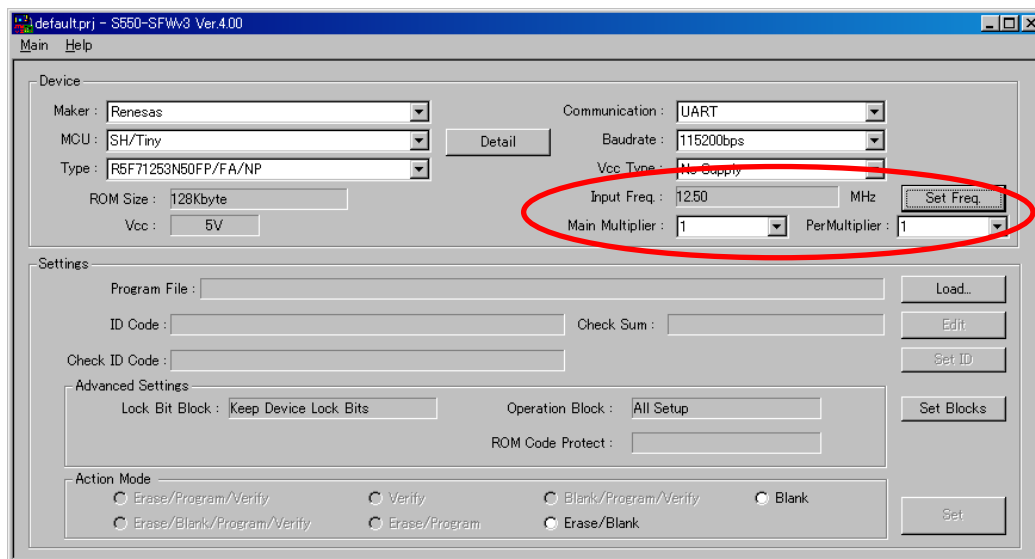 default.prj - S550-SFWv3 Ver.4.00
Main Help
Device
Maker : Renesas
Communication : UART
MCU : SH/Tiny
Detail
Baudrate : 115200bps
Type : R5F71253N50FP/FA/NP
Vcc Type : No Supply
ROM Size : 128Kbyte
Input Freq. : 12.50 MHz Set Freq.
Vcc : 5V
Main Multiplier : 1 PerMultiplier : 1
Settings
Program File : Load...
ID Code : Check Sum : Edit
Check ID Code : Set ID
Advanced Settings
Lock Bit Block : Keep Device Lock Bits Operation Block : All Setup Set Blocks
ROM Code Protect :
Action Mode
Erase/Program/Verify Verify Blank/Program/Verify Blank
Erase/Blank/Program/Verify Erase/Program Erase/Blank Set